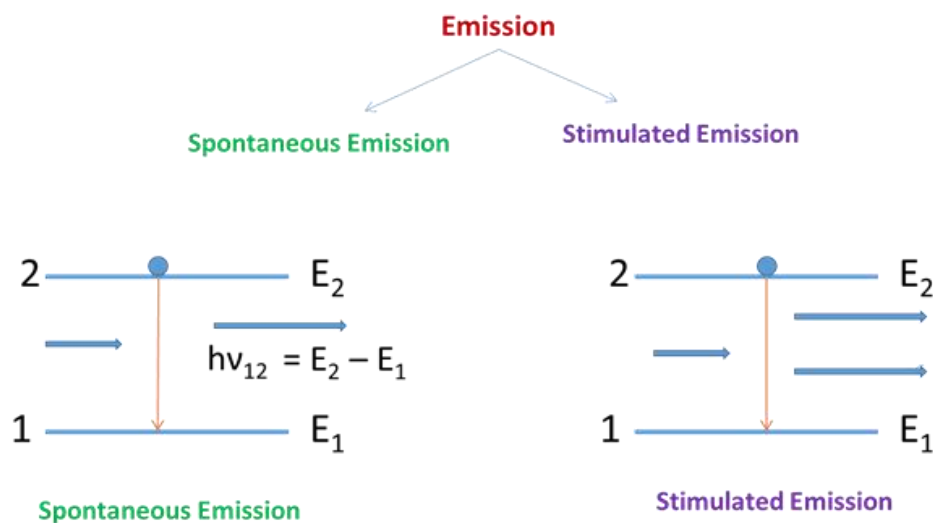 Emission
Spontaneous Emission
Stimulated Emission
2
E₂
hν₁₂ = E₂ – E₁
1
E₁
Spontaneous Emission
2
E₂
1
E₁
Stimulated Emission